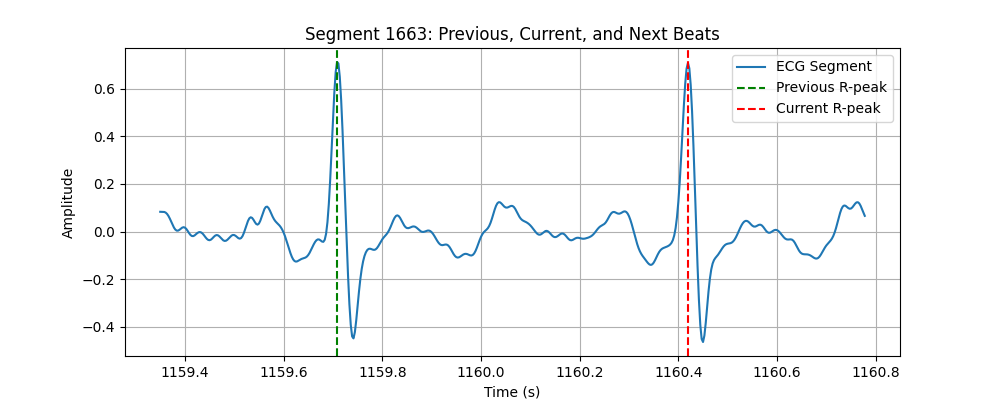 Segment 1663: Previous, Current, and Next Beats
ECG Segment
Previous R-peak
Current R-peak
Amplitude
0.6
0.4
0.2
0.0
−0.2
−0.4
1159.4 1159.6 1159.8 1160.0 1160.2 1160.4 1160.6 1160.8
Time (s)